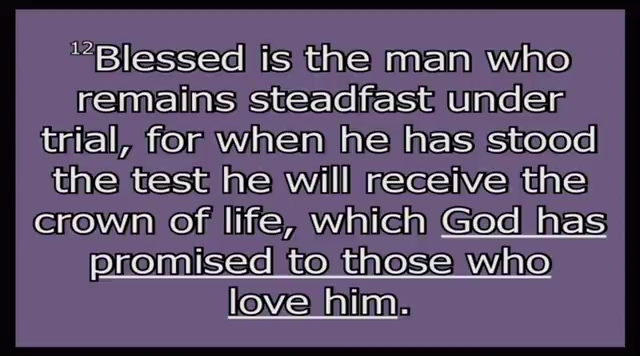 12Blessed is the man who
remains steadfast under
trial, for when he has stood
the test he will receive the
crown of life, which God has
promised to those who
love him.